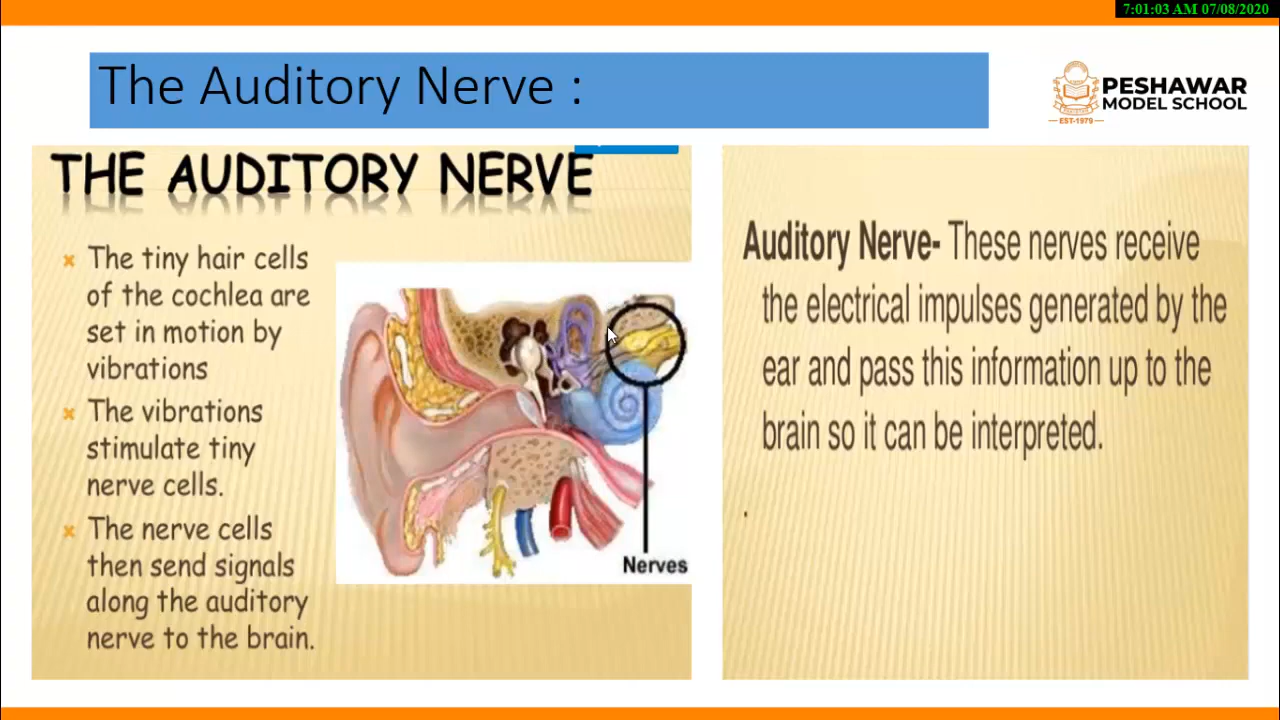 7:01:03 AM 07/08/2020
The Auditory Nerve :
PESHAWAR
MODEL SCHOOL
EST-1979
THE AUDITORY NERVE
The tiny hair cells
of the cochlea are
set in motion by
vibrations
The vibrations
stimulate tiny
nerve cells.
The nerve cells
then send signals
along the auditory
nerve to the brain.
Nerves
Auditory Nerve- These nerves receive
the electrical impulses generated by the
ear and pass this information up to the
brain so it can be interpreted.